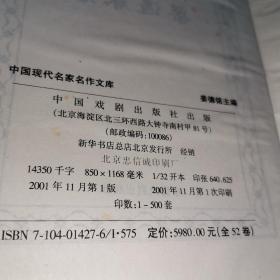 中国现代名家名作文库
姜德铭主编
中国戏剧出版社出版
(北京海淀区北三环西路大钟寺南村甲81号)
(邮政编码:100086)
新华书店总店北京发行所 经销
北京忠信诚印刷厂
14350千字 850×1168毫米 1/32开本 印张640.625
2001年11月第1版 2001年11月第1次印刷
印数:1-500套
ISBN 7-104-01427-6/I·575 定价:5980.00元(全52卷)